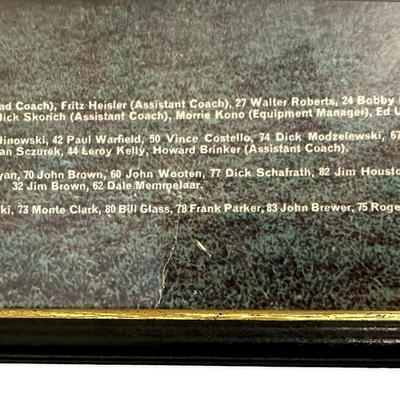 ad Coach), Fritz Heisler (Assistant Coach), 27 Walter Roberts, 24 Bobby
ick Skorich (Assistant Coach), Morrie Kono (Equipment Manager), Ed U
linowski, 42 Paul Warfield, 50 Vince Costello, 74 Dick Modzelewski, 67
an Sczurek, 44 Leroy Kelly, Howard Brinker (Assistant Coach).
yan, 70 John Brown, 60 John Wooten, 77 Dick Schafrath, 82 Jim Housto
32 Jim Brown, 62 Dale Memmelaar.
ki, 73 Monte Clark, 80 Bill Glass, 78 Frank Parker, 83 John Brewer, 75 Roge